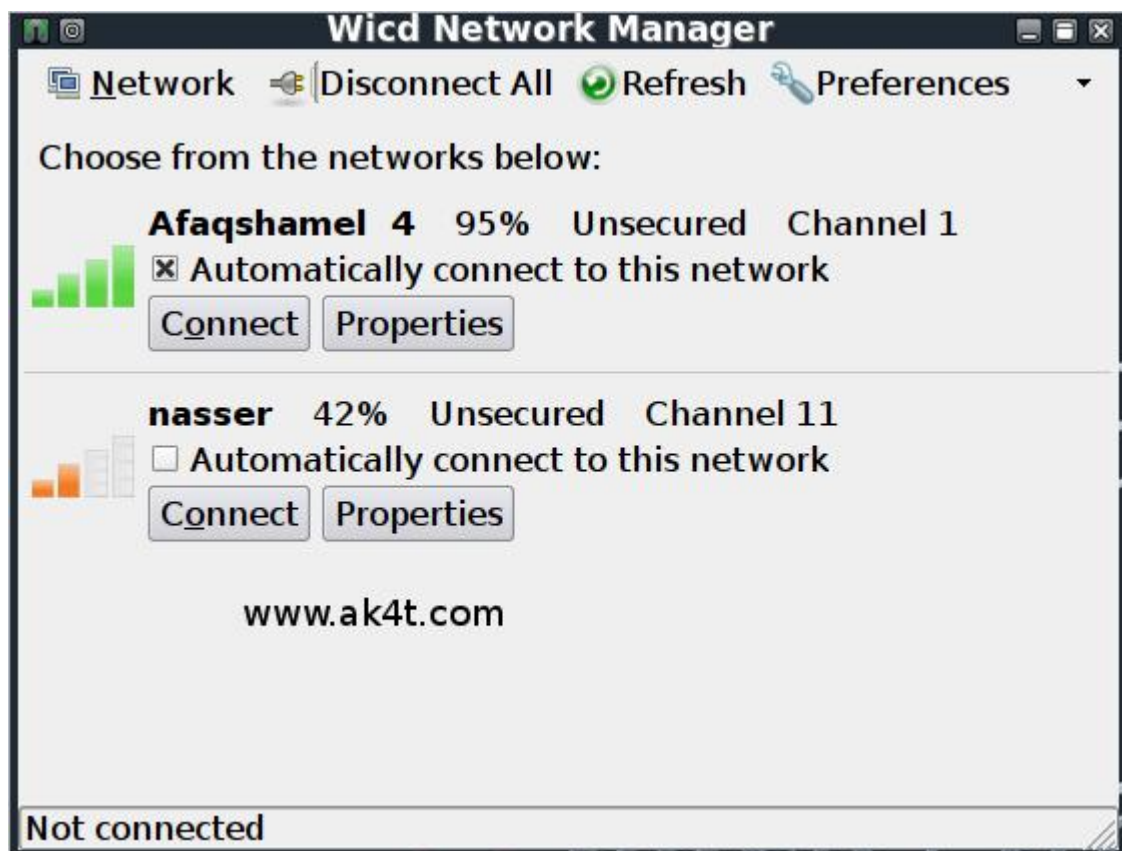 Wicd Network Manager
Network Disconnect All Refresh Preferences
Choose from the networks below:
Afaqshamel 4 95% Unsecured Channel 1
Automatically connect to this network
Connect Properties
nasser 42% Unsecured Channel 11
Automatically connect to this network
Connect Properties
www.ak4t.com
Not connected